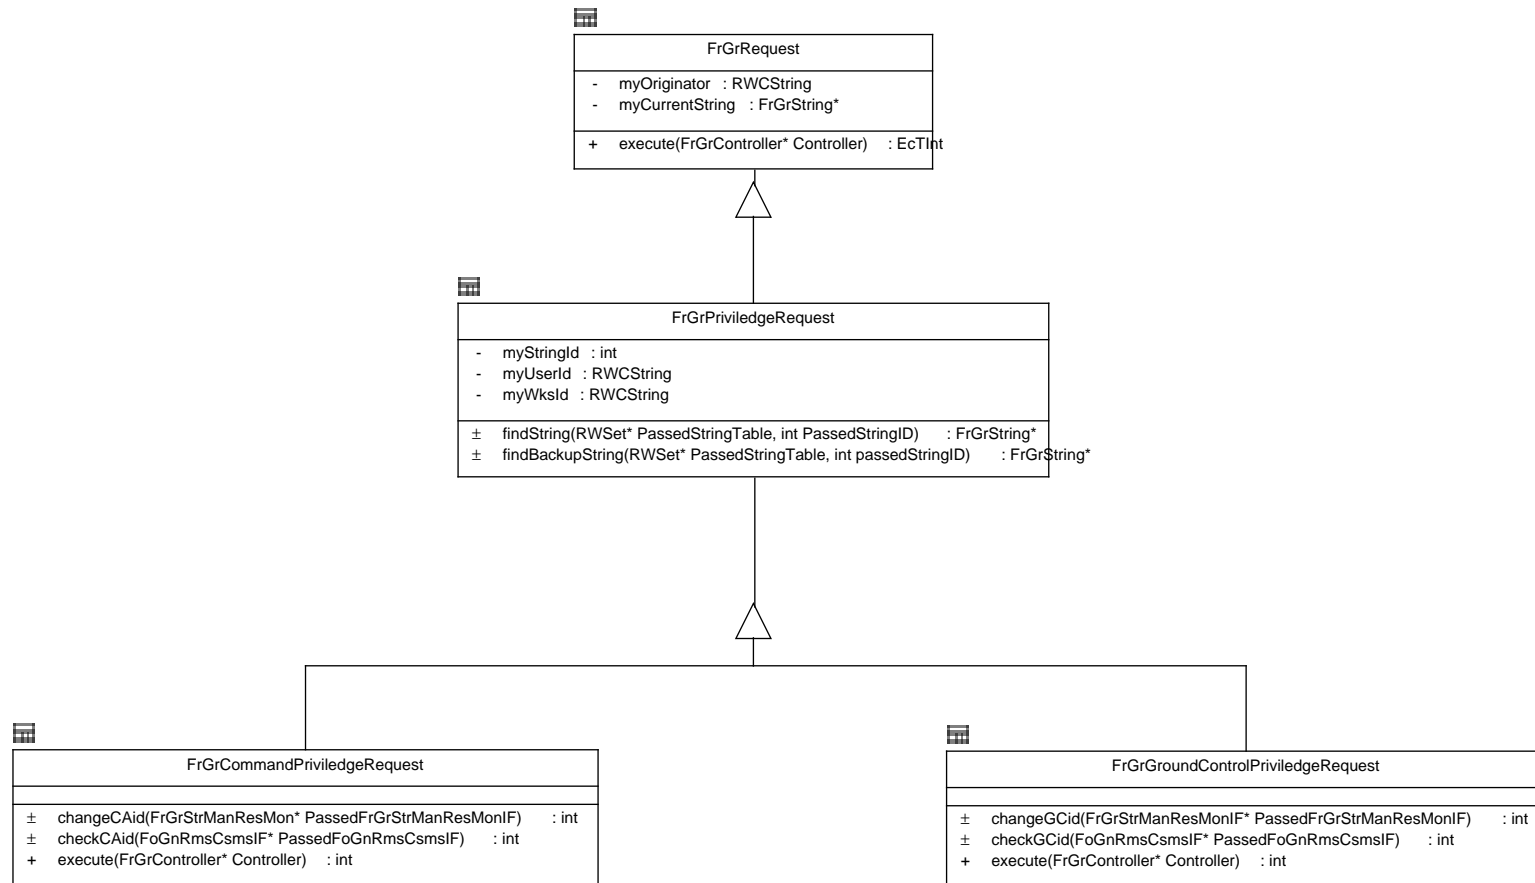 FrGrRequest
- myOriginator : RWCString
- myCurrentString : FrGrString*
+ execute(FrGrController* Controller) : EcTInt
FrGrPriviledgeRequest
- myStringId : int
- myUserId : RWCString
- myWksId : RWCString
± findString(RWSet* PassedStringTable, int PassedStringID) : FrGrString*
± findBackupString(RWSet* PassedStringTable, int passedStringID) : FrGrString*
FrGrCommandPriviledgeRequest
± changeCAid(FrGrStrManResMon* PassedFrGrStrManResMonIF) : int
± checkCAid(FoGnRmsCsmsIF* PassedFoGnRmsCsmsIF) : int
+ execute(FrGrController* Controller) : int
FrGrGroundControlPriviledgeRequest
± changeGCid(FrGrStrManResMonIF* PassedFrGrStrManResMonIF) : int
± checkGCid(FoGnRmsCsmsIF* PassedFoGnRmsCsmsIF) : int
+ execute(FrGrController* Controller) : int